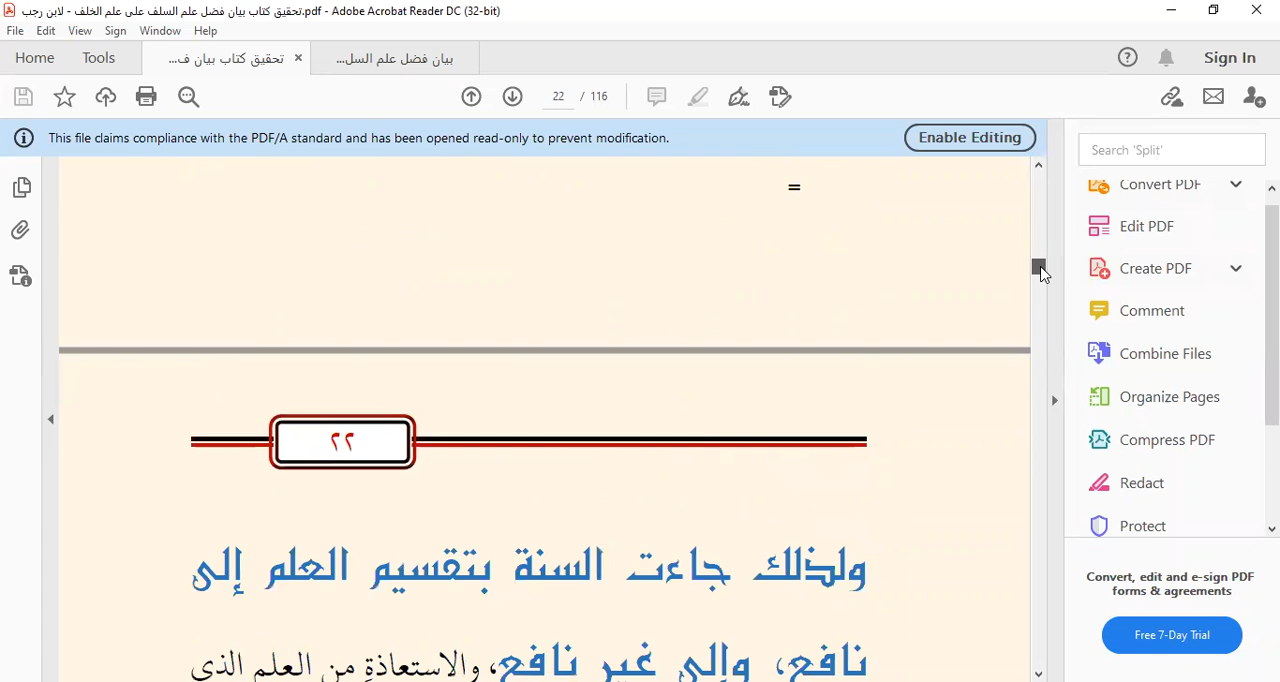 تحقيق كتاب بيان فضل علم السلف على علم الخلف - لابن رجب.pdf - Adobe Acrobat Reader DC (32-bit)
File Edit View Sign Window Help
Home Tools تحقيق كتاب بيان ف... × بيان فضل علم السل... Sign In
22 / 116
This file claims compliance with the PDF/A standard and has been opened read-only to prevent modification. Enable Editing
Search 'Split'
=
Convert PDF
Edit PDF
Create PDF
Comment
Combine Files
Organize Pages
Compress PDF
Redact
Protect
٢٢
ولذلك جاءت السنة بتقسيم العلم إلى
نافع، وإلى غير نافع، والاستعاذةِ من العلم الذي
Convert, edit and e-sign PDF
forms & agreements
Free 7-Day Trial